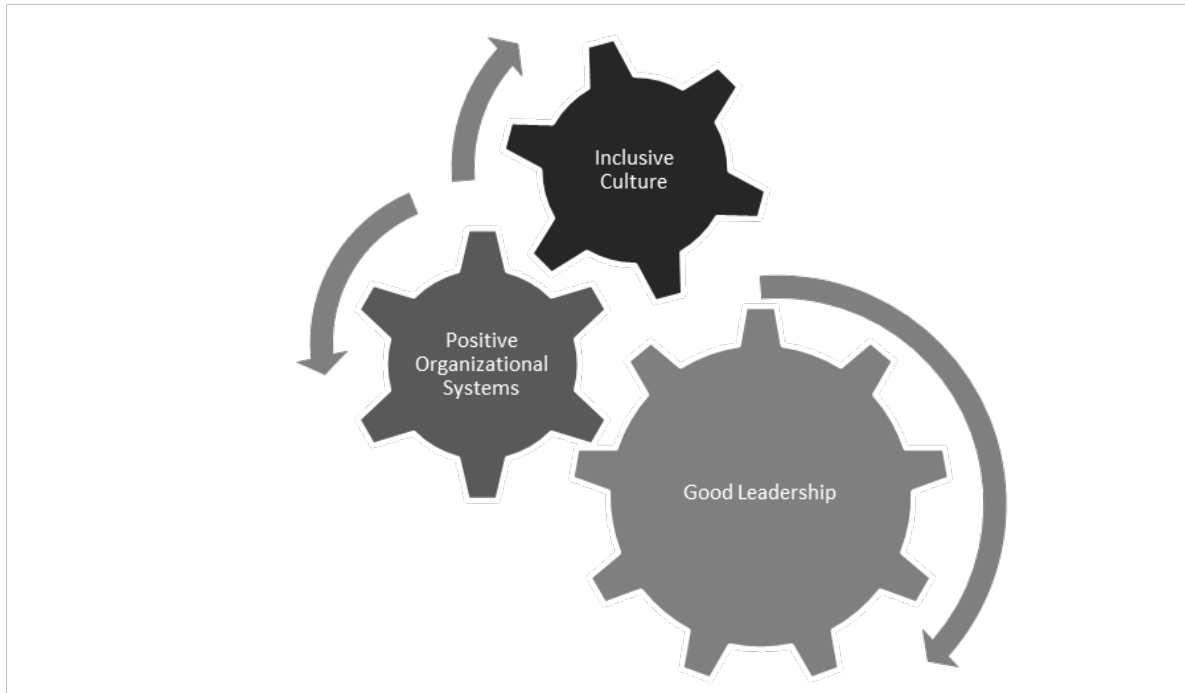 Inclusive
Culture
Positive
Organizational
Systems
Good Leadership